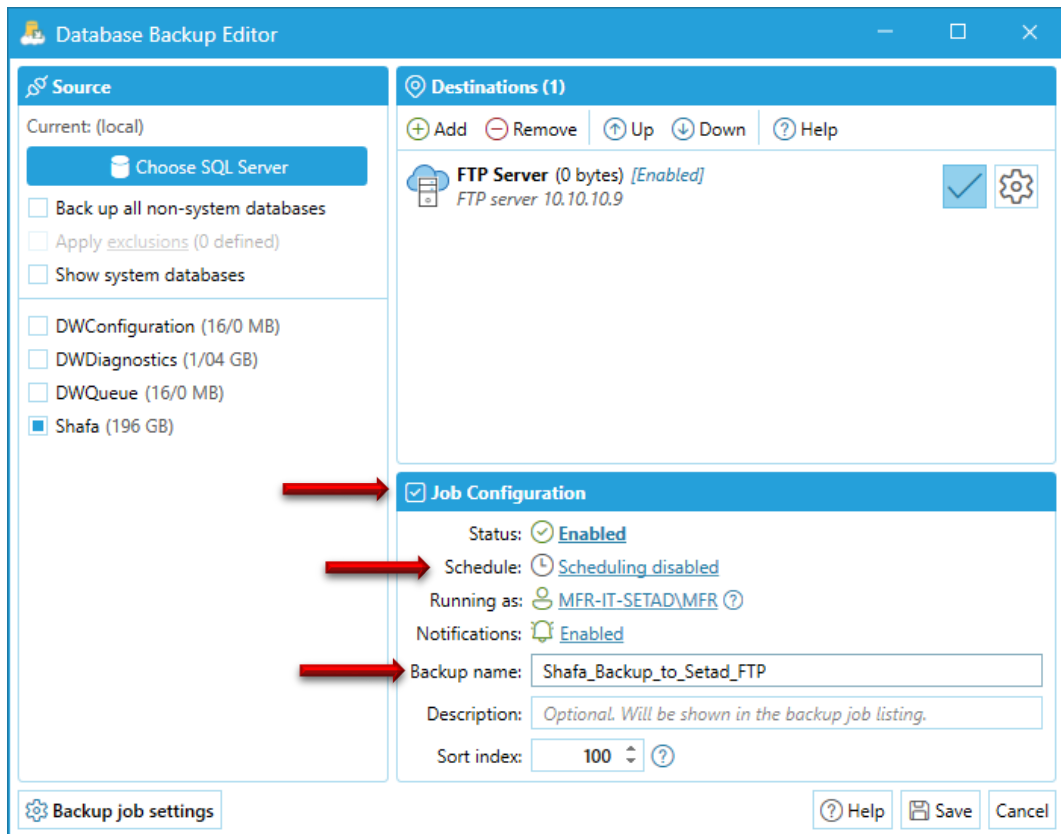 Database Backup Editor
Source
Current: (local)
Choose SQL Server
Back up all non-system databases
Apply exclusions (0 defined)
Show system databases
DWConfiguration (16/0 MB)
DWDiagnostics (1/04 GB)
DWQueue (16/0 MB)
Shafa (196 GB)
Destinations (1)
Add Remove Up Down Help
FTP Server (0 bytes) [Enabled]
FTP server 10.10.10.9
Job Configuration
Status: Enabled
Schedule: Scheduling disabled
Running as: MFR-IT-SETAD\MFR
Notifications: Enabled
Backup name: Shafa_Backup_to_Setad_FTP
Description: Optional. Will be shown in the backup job listing.
Sort index: 100
Backup job settings
Help Save Cancel